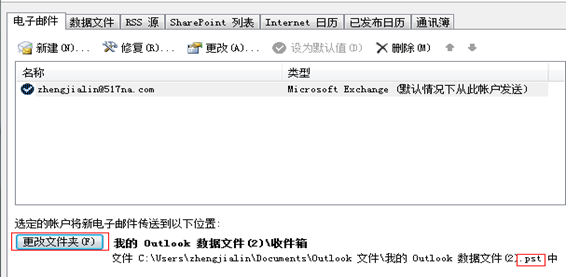 电子邮件 数据文件 RSS 源 SharePoint 列表 Internet 日历 已发布日历 通讯簿
新建(N)... 修复(R)... 更改(A)... 设为默认值(D) 删除(M)
名称 类型
zhengjialin@517na.com Microsoft Exchange (默认情况下从此帐户发送)
选定的帐户将新电子邮件传送到以下位置:
更改文件夹(F) 我的 Outlook 数据文件(2)\收件箱
文件 C:\Users\zhengjialin\Documents\Outlook 文件\我的 Outlook 数据文件(2).pst 中